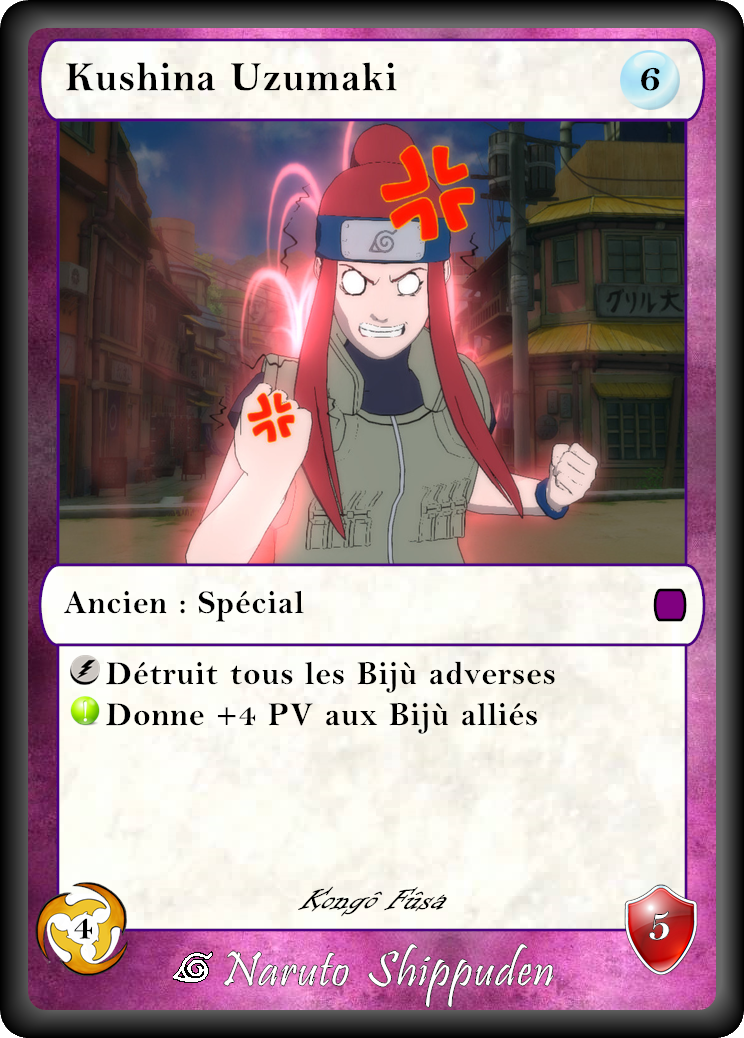 Kushina Uzumaki
6
グリル大
Ancien : Spécial
Détruit tous les Bijù adverses
Donne +4 PV aux Bijù alliés
Kongô Fûsa
4
5
Naruto Shippuden